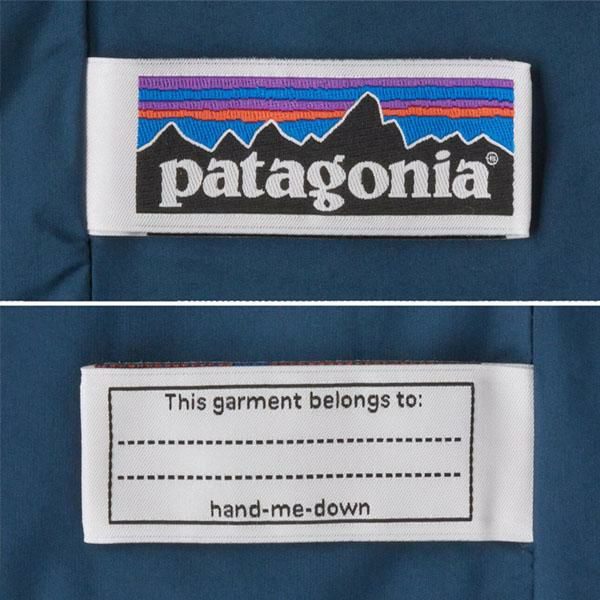 patagonia
This garment belongs to:
hand-me-down